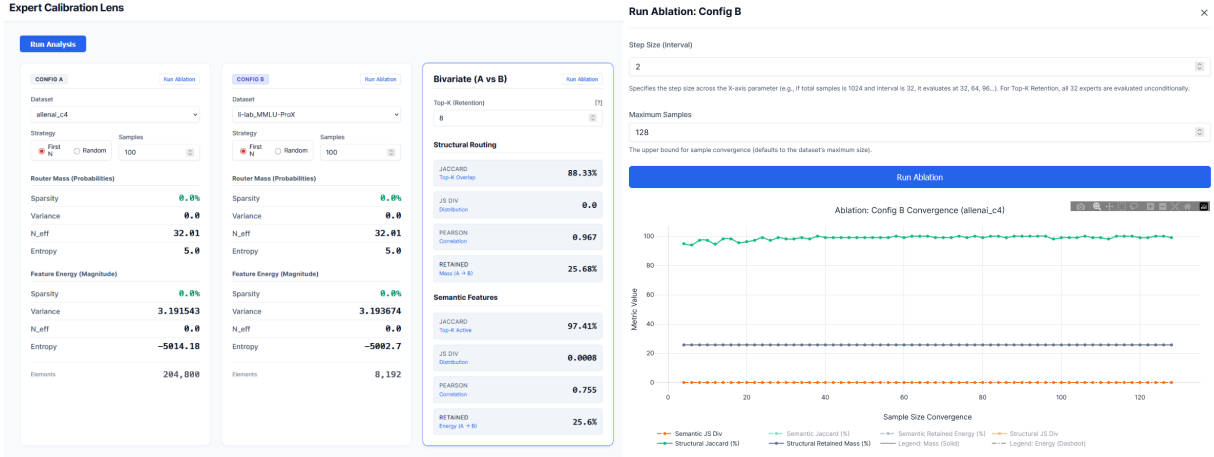 Expert Calibration Lens
Run Analysis
CONFIG A
Run Ablation
Dataset
allenai_c4
Strategy
Samples
First N
Random
100
Router Mass (Probabilities)
Sparsity 0.0%
Variance 0.0
N_eff 32.01
Entropy 5.0
Feature Energy (Magnitude)
Sparsity 0.0%
Variance 3.191543
N_eff 0.0
Entropy -5014.18
Elements 204,800
CONFIG B
Run Ablation
Dataset
li-lab_MMLU-ProX
Strategy
Samples
First N
Random
100
Router Mass (Probabilities)
Sparsity 0.0%
Variance 0.0
N_eff 32.01
Entropy 5.0
Feature Energy (Magnitude)
Sparsity 0.0%
Variance 3.193674
N_eff 0.0
Entropy -5002.7
Elements 8,192
Bivariate (A vs B)
Run Ablation
Top-K (Retention) [?]
8
Structural Routing
JACCARD
Top-K Overlap
88.33%
JS DIV
Distribution
0.0
PEARSON
Correlation
0.967
RETAINED
Mass (A → B)
25.68%
Semantic Features
JACCARD
Top-K Active
97.41%
JS DIV
Distribution
0.0008
PEARSON
Correlation
0.755
RETAINED
Energy (A → B)
25.6%
Run Ablation: Config B
Step Size (Interval)
2
Specifies the step size across the X-axis parameter (e.g., if total samples is 1024 and interval is 32, it evaluates at 32, 64, 96...). For Top-K Retention, all 32 experts are evaluated unconditionally.
Maximum Samples
128
The upper bound for sample convergence (defaults to the dataset's maximum size).
Run Ablation
Ablation: Config B Convergence (allenai_c4)
Metric Value
100
80
60
40
20
0
0 20 40 60 80 100 120
Sample Size Convergence
Semantic JS Div
Semantic Jaccard (%)
Semantic Retained Energy (%)
Structural JS Div
Structural Jaccard (%)
Structural Retained Mass (%)
Legend: Mass (Solid)
Legend: Energy (Dashdot)